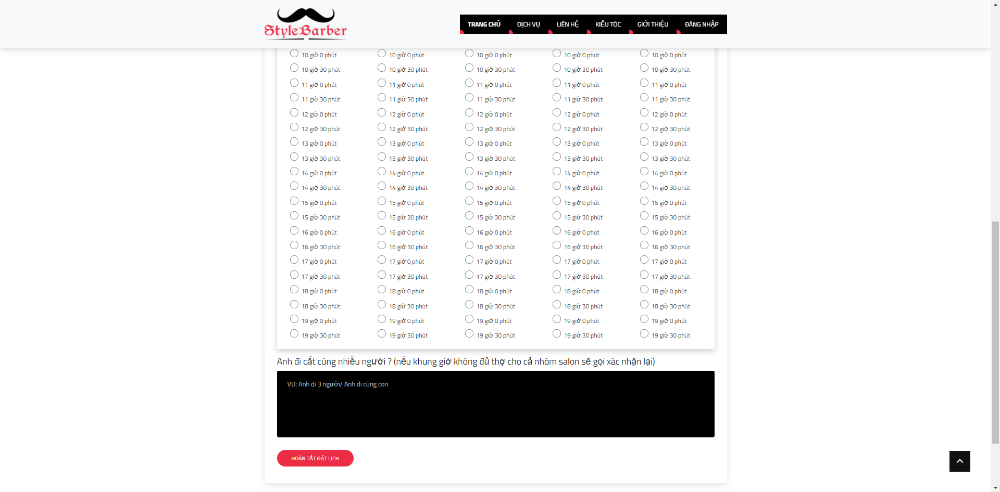 StyleBarber
TRANG CHỦ DỊCH VỤ LIÊN HỆ KIỂU TÓC GIỚI THIỆU ĐĂNG NHẬP
10 giờ 0 phút 10 giờ 0 phút 10 giờ 0 phút 10 giờ 0 phút 10 giờ 0 phút
10 giờ 30 phút 10 giờ 30 phút 10 giờ 30 phút 10 giờ 30 phút 10 giờ 30 phút
11 giờ 0 phút 11 giờ 0 phút 11 giờ 0 phút 11 giờ 0 phút 11 giờ 0 phút
11 giờ 30 phút 11 giờ 30 phút 11 giờ 30 phút 11 giờ 30 phút 11 giờ 30 phút
12 giờ 0 phút 12 giờ 0 phút 12 giờ 0 phút 12 giờ 0 phút 12 giờ 0 phút
12 giờ 30 phút 12 giờ 30 phút 12 giờ 30 phút 12 giờ 30 phút 12 giờ 30 phút
13 giờ 0 phút 13 giờ 0 phút 13 giờ 0 phút 13 giờ 0 phút 13 giờ 0 phút
13 giờ 30 phút 13 giờ 30 phút 13 giờ 30 phút 13 giờ 30 phút 13 giờ 30 phút
14 giờ 0 phút 14 giờ 0 phút 14 giờ 0 phút 14 giờ 0 phút 14 giờ 0 phút
14 giờ 30 phút 14 giờ 30 phút 14 giờ 30 phút 14 giờ 30 phút 14 giờ 30 phút
15 giờ 0 phút 15 giờ 0 phút 15 giờ 0 phút 15 giờ 0 phút 15 giờ 0 phút
15 giờ 30 phút 15 giờ 30 phút 15 giờ 30 phút 15 giờ 30 phút 15 giờ 30 phút
16 giờ 0 phút 16 giờ 0 phút 16 giờ 0 phút 16 giờ 0 phút 16 giờ 0 phút
16 giờ 30 phút 16 giờ 30 phút 16 giờ 30 phút 16 giờ 30 phút 16 giờ 30 phút
17 giờ 0 phút 17 giờ 0 phút 17 giờ 0 phút 17 giờ 0 phút 17 giờ 0 phút
17 giờ 30 phút 17 giờ 30 phút 17 giờ 30 phút 17 giờ 30 phút 17 giờ 30 phút
18 giờ 0 phút 18 giờ 0 phút 18 giờ 0 phút 18 giờ 0 phút 18 giờ 0 phút
18 giờ 30 phút 18 giờ 30 phút 18 giờ 30 phút 18 giờ 30 phút 18 giờ 30 phút
19 giờ 0 phút 19 giờ 0 phút 19 giờ 0 phút 19 giờ 0 phút 19 giờ 0 phút
19 giờ 30 phút 19 giờ 30 phút 19 giờ 30 phút 19 giờ 30 phút 19 giờ 30 phút
Anh đi cắt cùng nhiều người ? (nếu khung giờ không đủ thợ cho cả nhóm salon sẽ gọi xác nhận lại)
VD: Anh đi 3 người/ Anh đi cùng con
HOÀN TẤT ĐẶT LỊCH